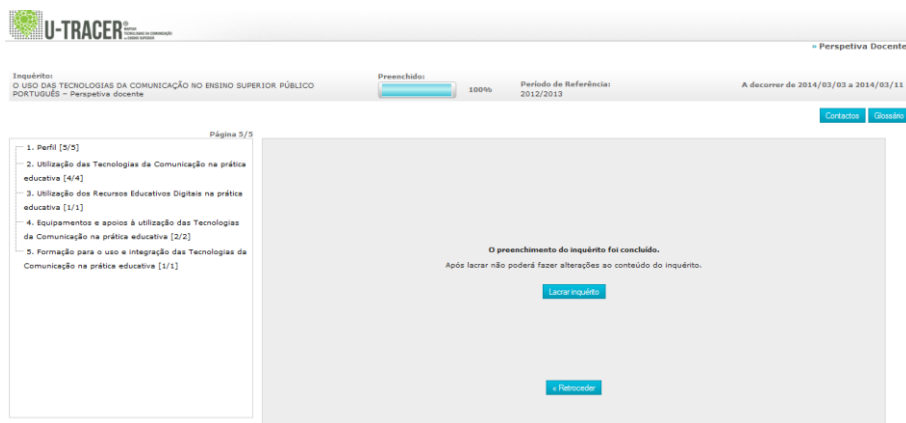 U-TRACER®
» Perspetiva Docente
Inquérito:
O USO DAS TECNOLOGIAS DA COMUNICAÇÃO NO ENSINO SUPERIOR PÚBLICO
PORTUGUÊS – Perspetiva docente
Preenchido:
100%
Período de Referência:
2012/2013
A decorrer de 2014/03/03 a 2014/03/11
Contactos Glossário
Página 5/5
1. Perfil [5/5]
2. Utilização das Tecnologias da Comunicação na prática
educativa [4/4]
3. Utilização dos Recursos Educativos Digitais na prática
educativa [1/1]
4. Equipamentos e apoios à utilização das Tecnologias
da Comunicação na prática educativa [2/2]
5. Formação para o uso e integração das Tecnologias da
Comunicação na prática educativa [1/1]
O preenchimento do inquérito foi concluído.
Após lacrar não poderá fazer alterações ao conteúdo do inquérito.
Lacrar inquérito
« Retroceder